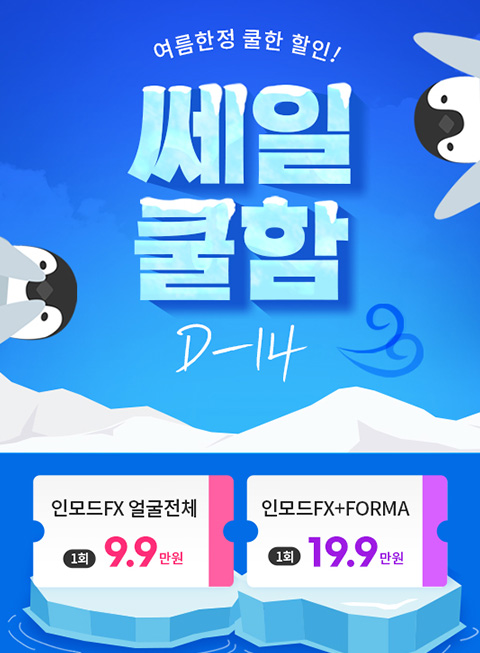 여름한정 쿨한 할인!
쎄일
쿨함
D-14
인모드FX 얼굴전체
1회 9.9만원
인모드FX+FORMA
1회 19.9만원